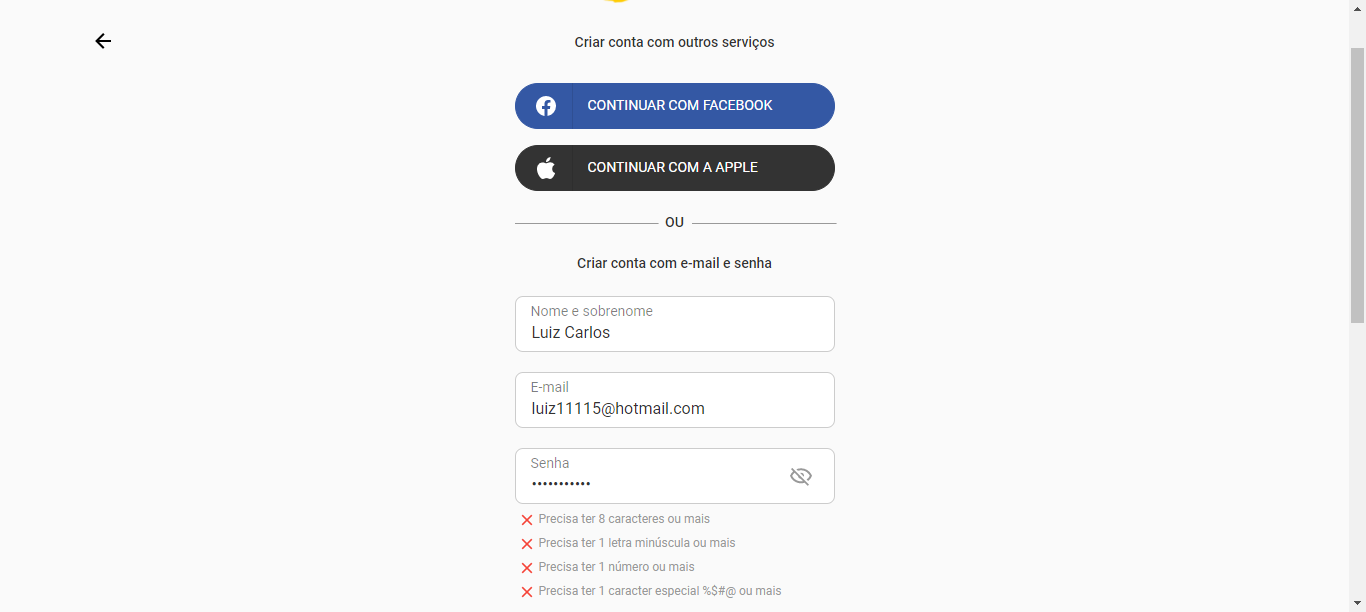 Criar conta com outros serviços
CONTINUAR COM FACEBOOK
CONTINUAR COM A APPLE
OU
Criar conta com e-mail e senha
Nome e sobrenome
Luiz Carlos
E-mail
luiz11115@hotmail.com
Senha
•••••••••••
Precisa ter 8 caracteres ou mais
Precisa ter 1 letra minúscula ou mais
Precisa ter 1 número ou mais
Precisa ter 1 caracter especial %$#@ ou mais